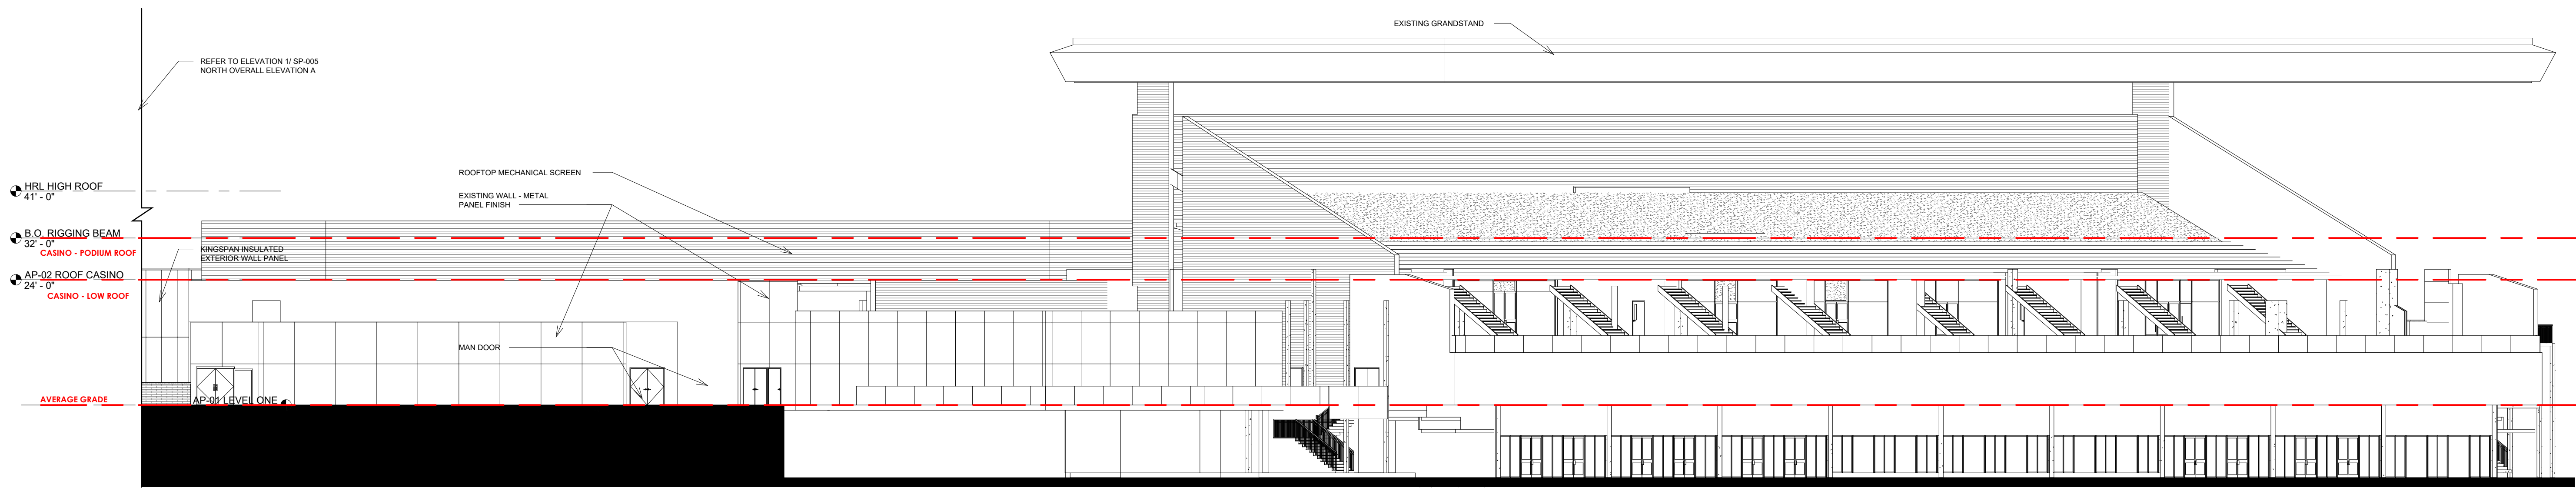 EXISTING GRANDSTAND
REFER TO ELEVATION 1/ SP-005
NORTH OVERALL ELEVATION A
ROOFTOP MECHANICAL SCREEN
HRL HIGH ROOF
41' - 0"
EXISTING WALL - METAL
PANEL FINISH
B.O. RIGGING BEAM
32' - 0"
CASINO - PODIUM ROOF
KINGSPAN INSULATED
EXTERIOR WALL PANEL
AP-02 ROOF CASINO
24' - 0"
CASINO - LOW ROOF
MAN DOOR
AVERAGE GRADE
AP-01 LEVEL ONE